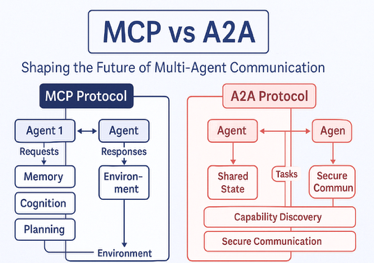 MCP vs A2A
Shaping the Future of Multi-Agent Communication
MCP Protocol
Agent 1
Agent
Requests
Responses
Memory
Environ-
ment
Cognition
Planning
Environment
A2A Protocol
Agent
Agen
Tasks
Shared
State
Secure
Commun
Capability Discovery
Secure Communication